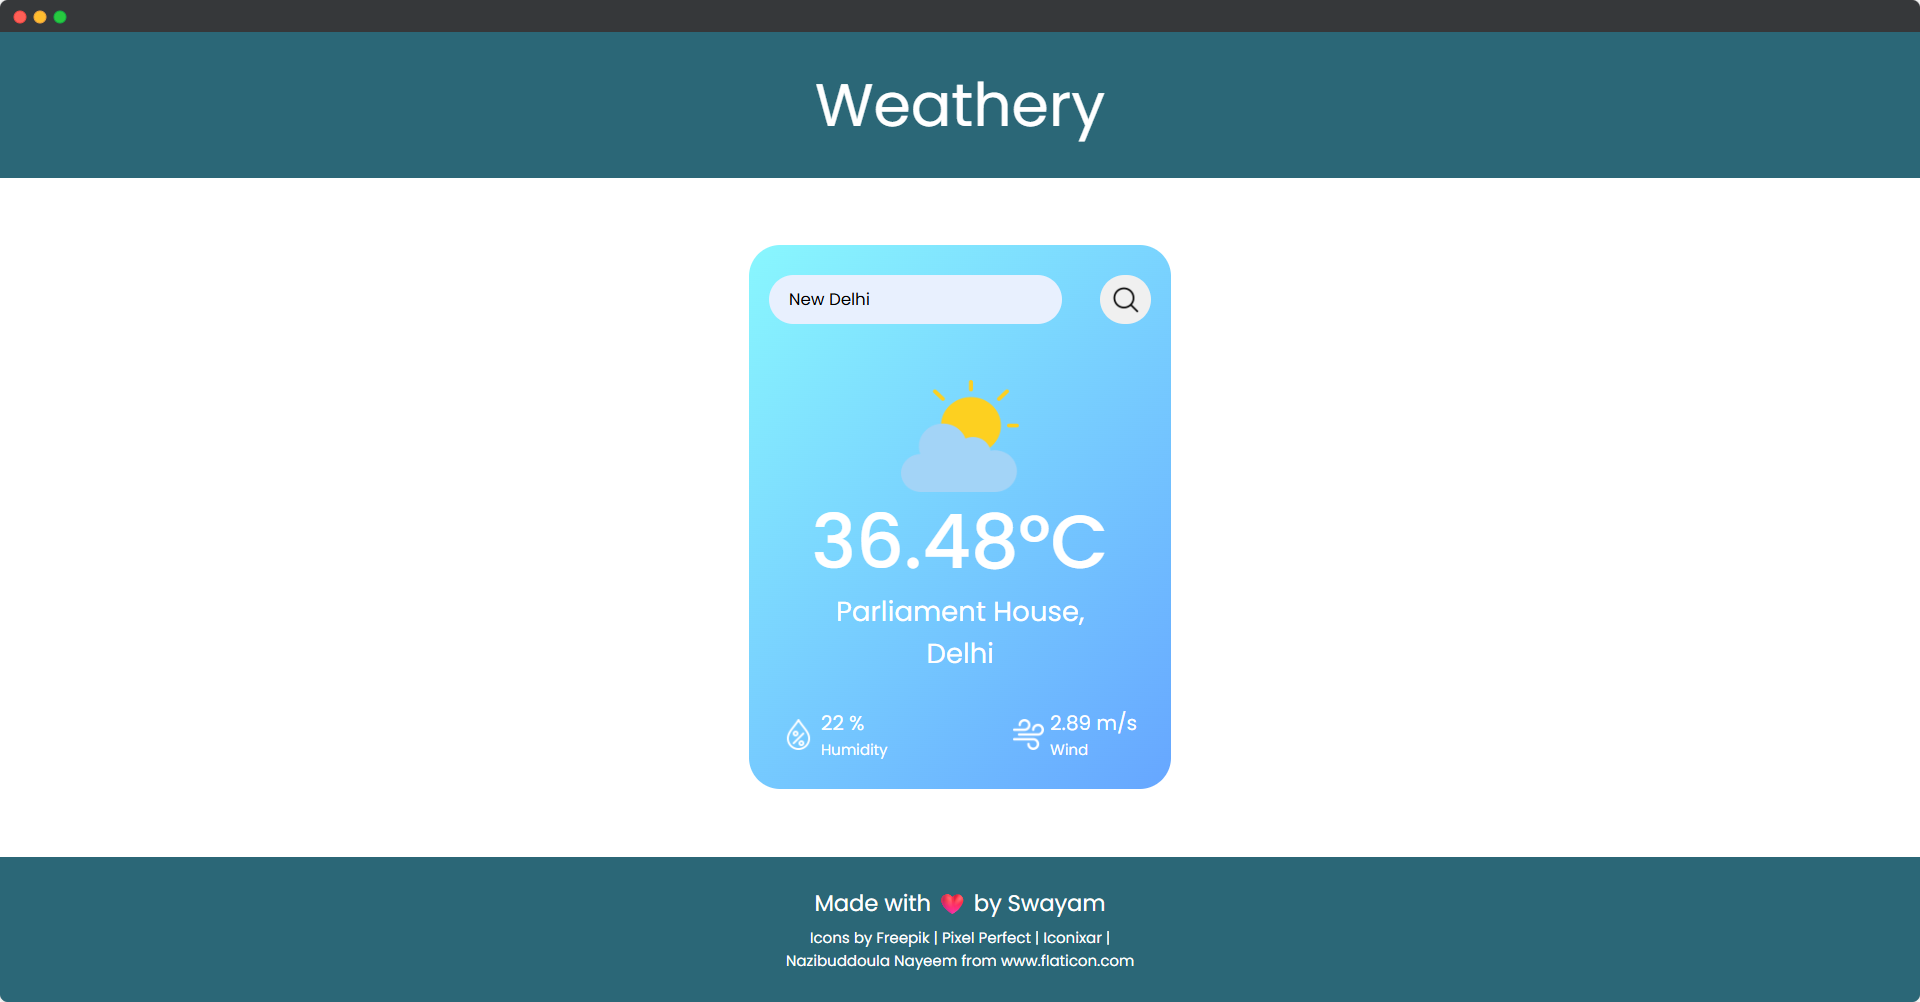 Weathery
New Delhi
36.48°C
Parliament House,
Delhi
22 %
Humidity
2.89 m/s
Wind
Made with ❤️ by Swayam
Icons by Freepik | Pixel Perfect | Iconixar |
Nazibuddoula Nayeem from www.flaticon.com